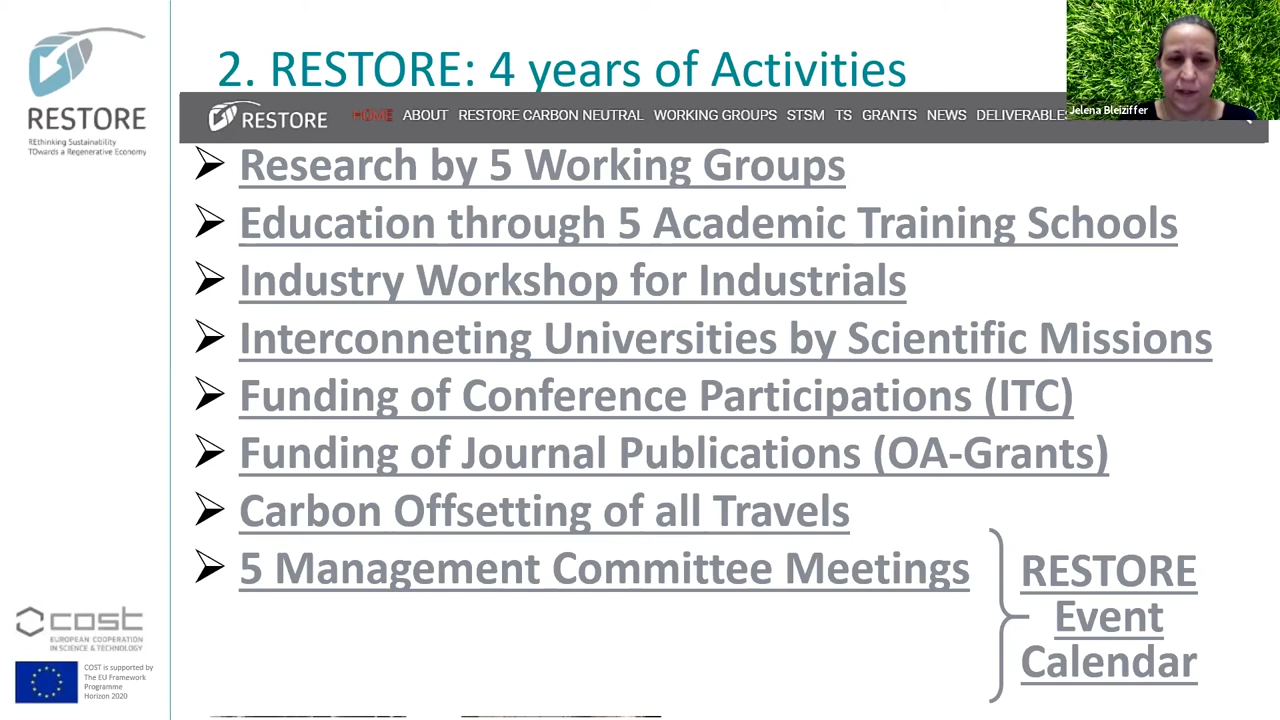 RESTORE
REthinking Sustainability
TOwards a Regenerative Economy
2. RESTORE: 4 years of Activities
Jelena Bleiziffer
RESTORE HOME ABOUT RESTORE CARBON NEUTRAL WORKING GROUPS STSM TS GRANTS NEWS DELIVERABLES
➢ Research by 5 Working Groups
➢ Education through 5 Academic Training Schools
➢ Industry Workshop for Industrials
➢ Interconneting Universities by Scientific Missions
➢ Funding of Conference Participations (ITC)
➢ Funding of Journal Publications (OA-Grants)
➢ Carbon Offsetting of all Travels
➢ 5 Management Committee Meetings
RESTORE
Event
Calendar
cost
EUROPEAN COOPERATION
IN SCIENCE & TECHNOLOGY
COST is supported by
The EU Framework
Programme
Horizon 2020